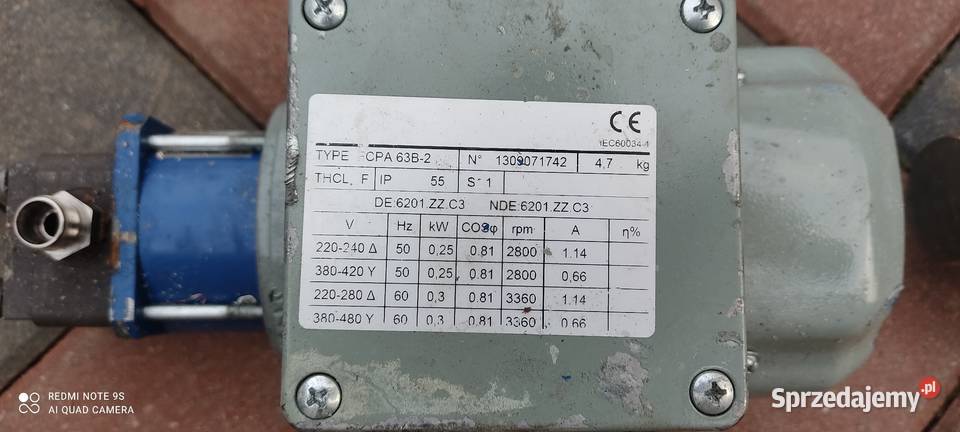 CE
IEC60034-1
TYPE CPA 63B-2 N° 1309071742 4,7 kg
THCL. F IP 55 S 1
DE:6201.ZZ.C3 NDE:6201.ZZ.C3
V Hz kW COSφ rpm A η%
220-240 Δ 50 0,25 0.81 2800 1.14
380-420 Y 50 0,25 0.81 2800 0,66
220-280 Δ 60 0,3 0.81 3360 1.14
380-480 Y 60 0,3 0,81 3360 0.66
REDMI NOTE 9S
AI QUAD CAMERA
Sprzedajemy.pl